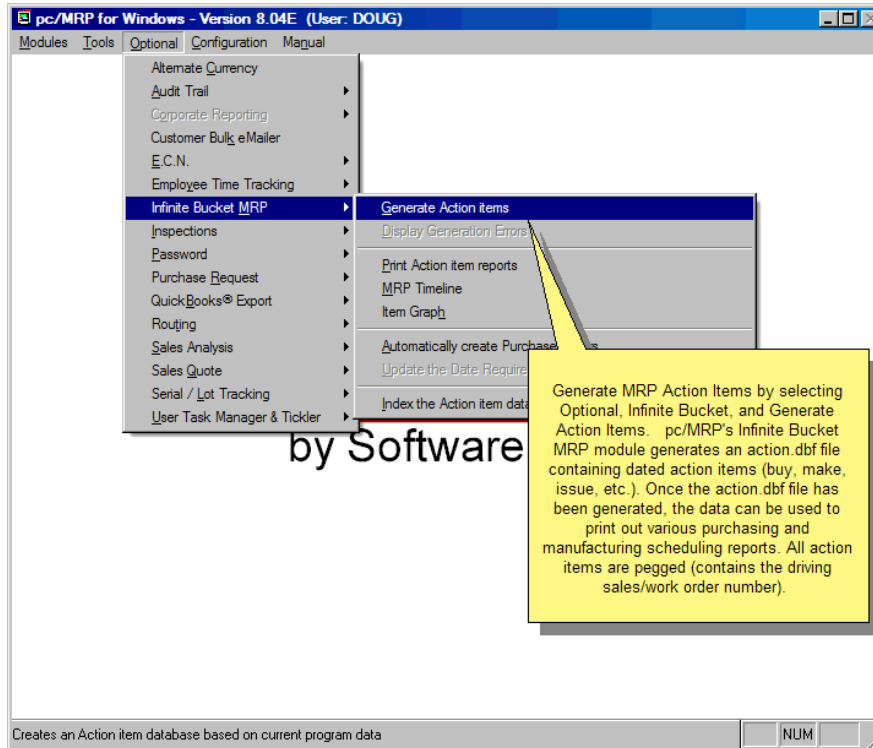 pc/MRP for Windows - Version 8.04E (User: DOUG)
Modules Tools Optional Configuration Manual
Alternate Currency
Audit Trail
Corporate Reporting
Customer Bulk eMailer
E.C.N.
Employee Time Tracking
Infinite Bucket MRP
Inspections
Password
Purchase Request
QuickBooks® Export
Routing
Sales Analysis
Sales Quote
Serial / Lot Tracking
User Task Manager & Tickler
Generate Action items
Display Generation Errors
Print Action item reports
MRP Timeline
Item Graph
Automatically create Purchase
Update the Date Require
Index the Action item data
Generate MRP Action Items by selecting
Optional, Infinite Bucket, and Generate
Action Items. pc/MRP's Infinite Bucket
MRP module generates an action.dbf file
containing dated action items (buy, make,
issue, etc.). Once the action.dbf file has
been generated, the data can be used to
print out various purchasing and
manufacturing scheduling reports. All action
items are pegged (contains the driving
sales/work order number).
by Software
Creates an Action item database based on current program data
NUM